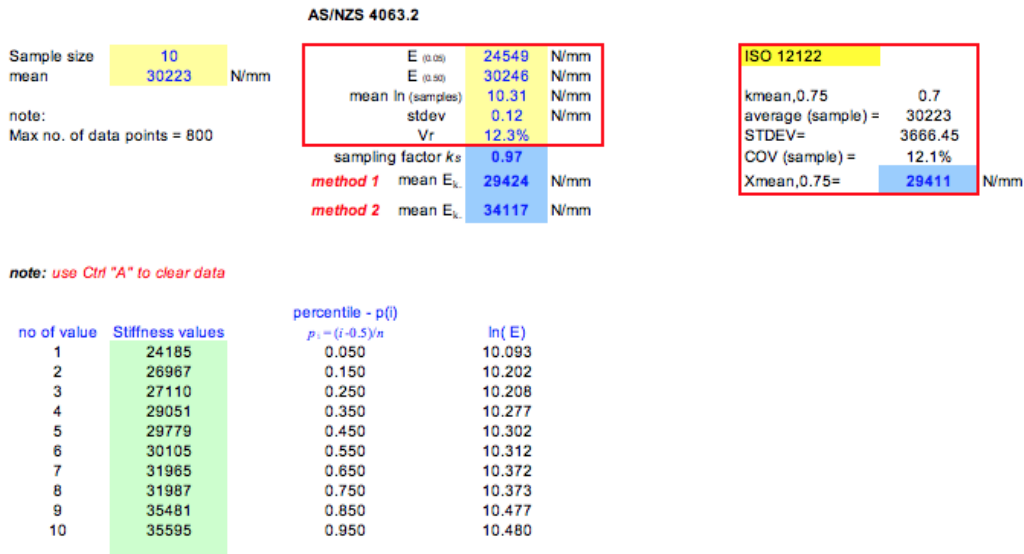 AS/NZS 4063.2
Sample size 10
mean 30223 N/mm
note:
Max no. of data points = 800
E (0.05) 24549 N/mm
E (0.50) 30246 N/mm
mean ln (samples) 10.31 N/mm
stdev 0.12 N/mm
Vr 12.3%
sampling factor ks 0.97
method 1 mean Ek. 29424 N/mm
method 2 mean Ek. 34117 N/mm
ISO 12122
kmean,0.75 0.7
average (sample) = 30223
STDEV= 3666.45
COV (sample) = 12.1%
Xmean,0.75= 29411 N/mm
note: use Ctrl "A" to clear data
percentile - p(i)
no of value Stiffness values pi = (i -0.5)/n ln( E)
1 24185 0.050 10.093
2 26967 0.150 10.202
3 27110 0.250 10.208
4 29051 0.350 10.277
5 29779 0.450 10.302
6 30105 0.550 10.312
7 31965 0.650 10.372
8 31987 0.750 10.373
9 35481 0.850 10.477
10 35595 0.950 10.480